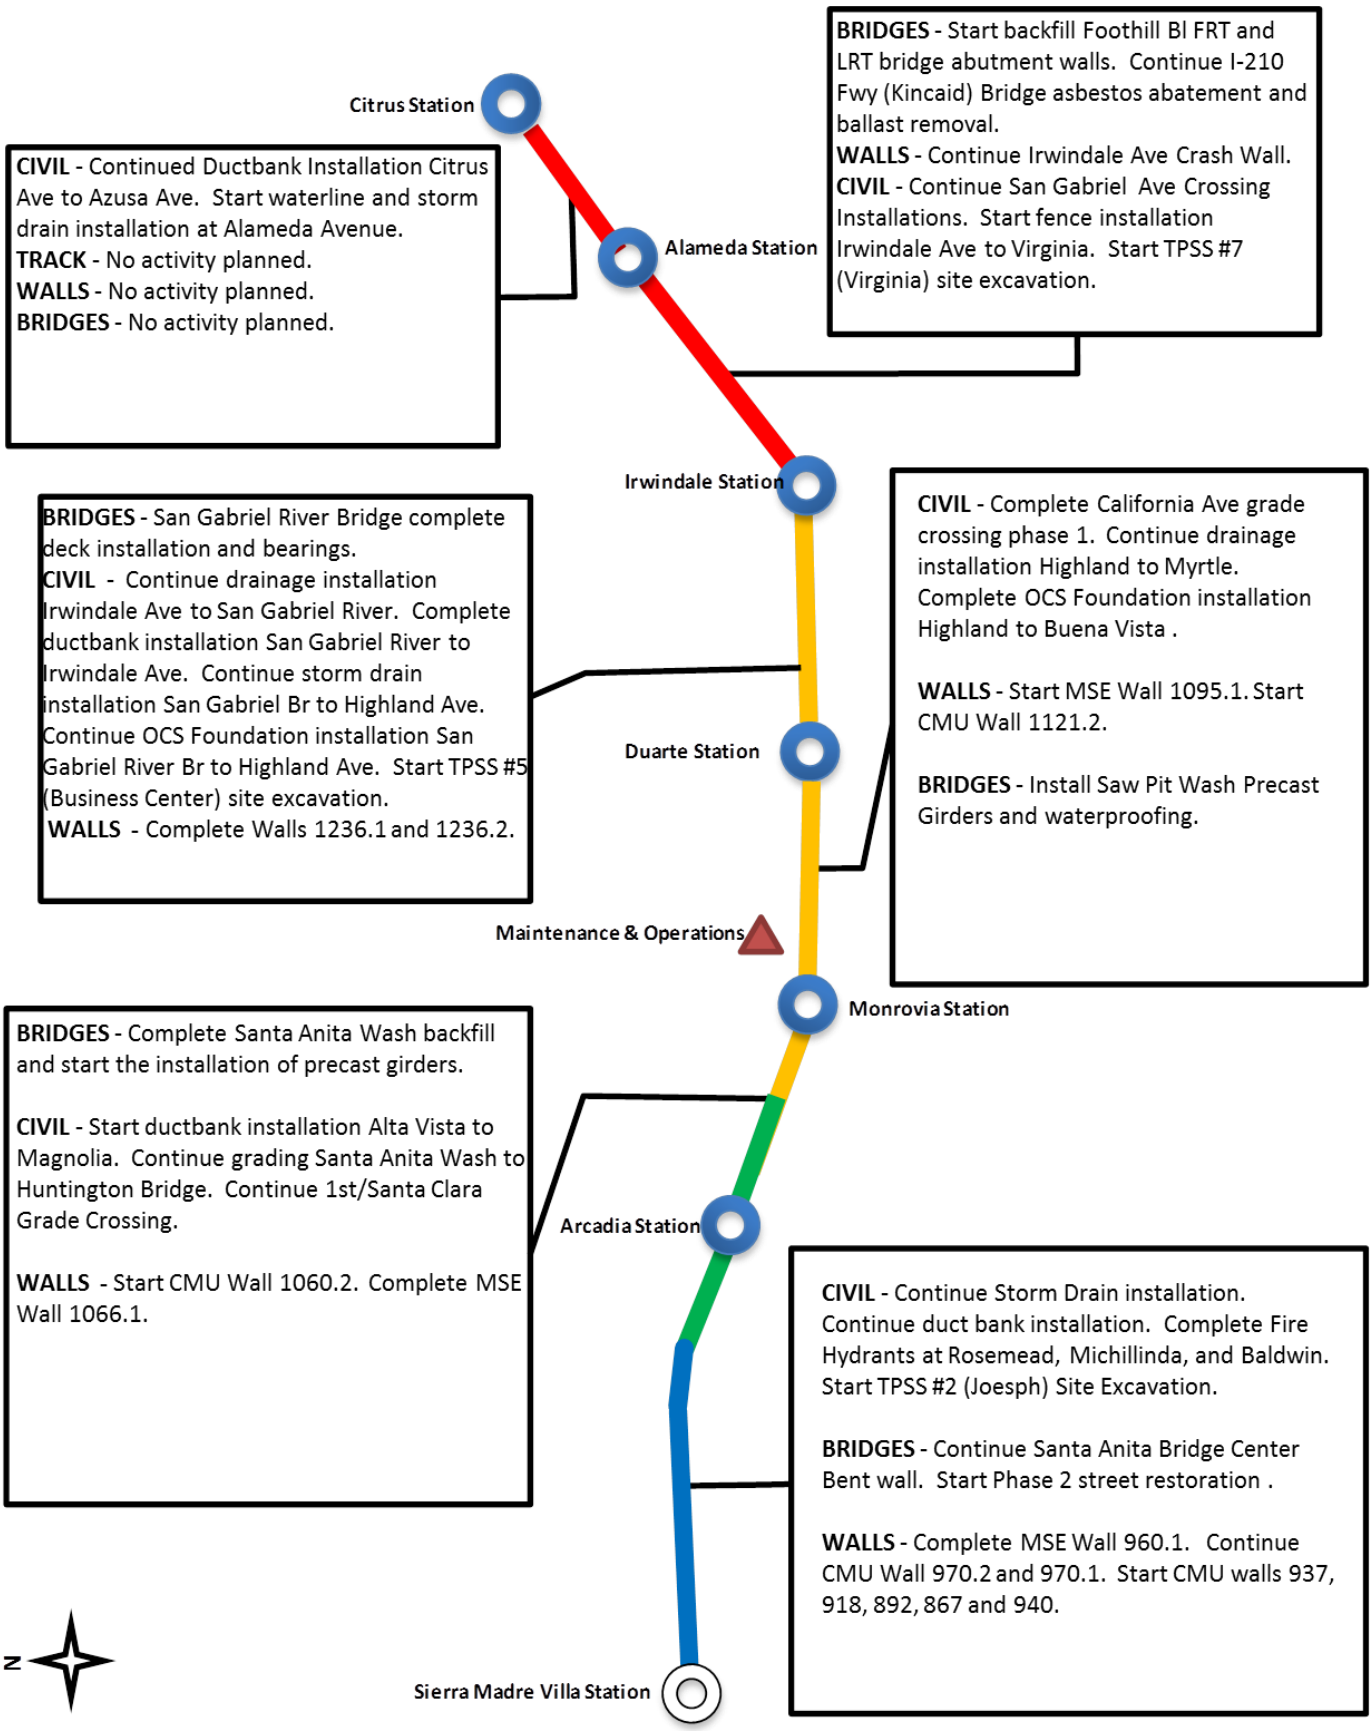 BRIDGES - Start backfill Foothill Bl FRT and
LRT bridge abutment walls.  Continue I-210
Fwy (Kincaid) Bridge asbestos abatement and
ballast removal.
WALLS - Continue Irwindale Ave Crash Wall.
CIVIL - Continue San Gabriel  Ave Crossing
Installations.  Start fence installation
Irwindale Ave to Virginia.  Start TPSS #7
(Virginia) site excavation.
Citrus Station
CIVIL - Continued Ductbank Installation Citrus
Ave to Azusa Ave.  Start waterline and storm
drain installation at Alameda Avenue.
TRACK - No activity planned.
WALLS - No activity planned.
BRIDGES - No activity planned.
Alameda Station
Irwindale Station
BRIDGES - San Gabriel River Bridge complete
deck installation and bearings.
CIVIL  -  Continue drainage installation
Irwindale Ave to San Gabriel River.  Complete
ductbank installation San Gabriel River to
Irwindale Ave.  Continue storm drain
installation San Gabriel Br to Highland Ave.
Continue OCS Foundation installation San
Gabriel River Br to Highland Ave.  Start TPSS #5
(Business Center) site excavation.
WALLS  - Complete Walls 1236.1 and 1236.2.
CIVIL - Complete California Ave grade
crossing phase 1.  Continue drainage
installation Highland to Myrtle.
Complete OCS Foundation installation
Highland to Buena Vista .
WALLS - Start MSE Wall 1095.1. Start
CMU Wall 1121.2.
BRIDGES - Install Saw Pit Wash Precast
Girders and waterproofing.
Duarte Station
Maintenance & Operations
Monrovia Station
BRIDGES - Complete Santa Anita Wash backfill
and start the installation of precast girders.
CIVIL - Start ductbank installation Alta Vista to
Magnolia.  Continue grading Santa Anita Wash to
Huntington Bridge.  Continue 1st/Santa Clara
Grade Crossing.
WALLS  - Start CMU Wall 1060.2.  Complete MSE
Wall 1066.1.
Arcadia Station
CIVIL - Continue Storm Drain installation.
Continue duct bank installation.  Complete Fire
Hydrants at Rosemead, Michillinda, and Baldwin.
Start TPSS #2 (Joesph) Site Excavation.
BRIDGES - Continue Santa Anita Bridge Center
Bent wall.  Start Phase 2 street restoration .
WALLS - Complete MSE Wall 960.1.   Continue
CMU Wall 970.2 and 970.1.  Start CMU walls 937,
918, 892, 867 and 940.
N
Sierra Madre Villa Station